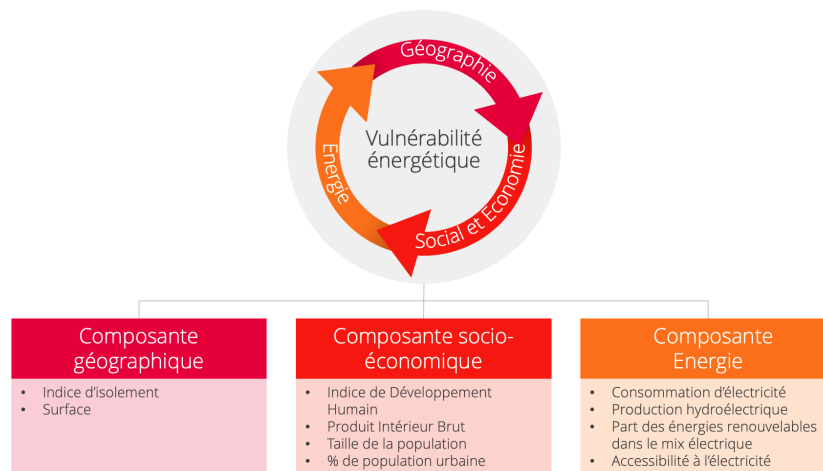 Géographie
Vulnérabilité
énergétique
Energie
Social et Économie
Composante
géographique
• Indice d’isolement
• Surface
Composante socio-
économique
• Indice de Développement
Humain
• Produit Intérieur Brut
• Taille de la population
• % de population urbaine
Composante
Energie
• Consommation d’électricité
• Production hydroélectrique
• Part des énergies renouvelables
dans le mix électrique
• Accessibilité à l’électricité